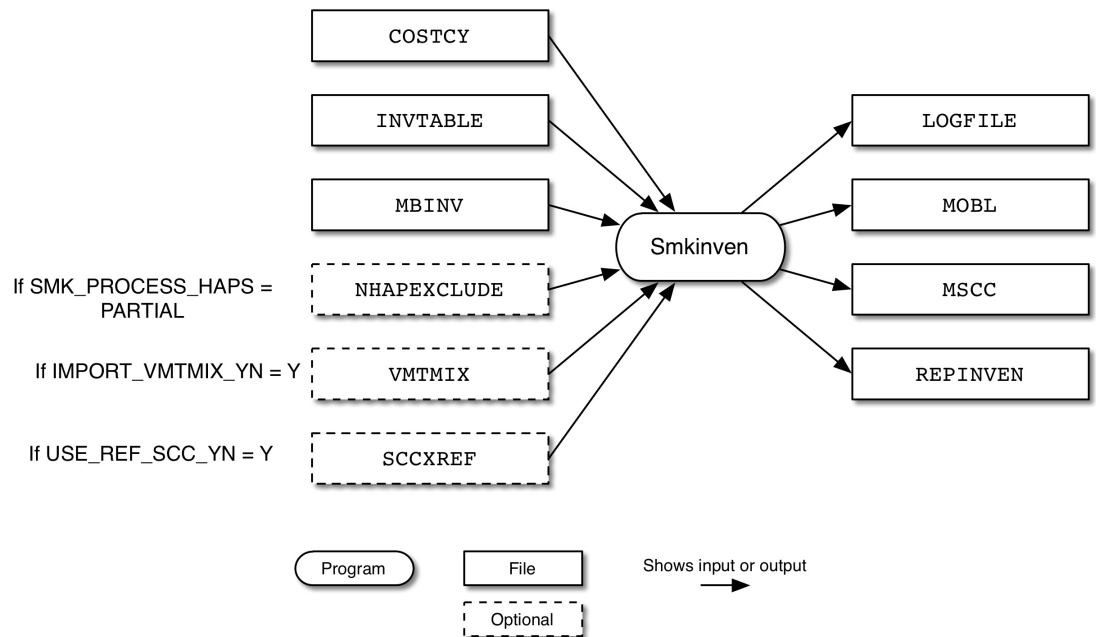 COSTCY
INVTABLE
LOGFILE
MBINV
MOBL
Smkinven
If SMK_PROCESS_HAPS =
PARTIAL
NHAPEXCLUDE
MSCC
If IMPORT_VMTMIX_YN = Y
VMTMIX
REPINVEN
If USE_REF_SCC_YN = Y
SCCXREF
Program
File
Shows input or output
Optional